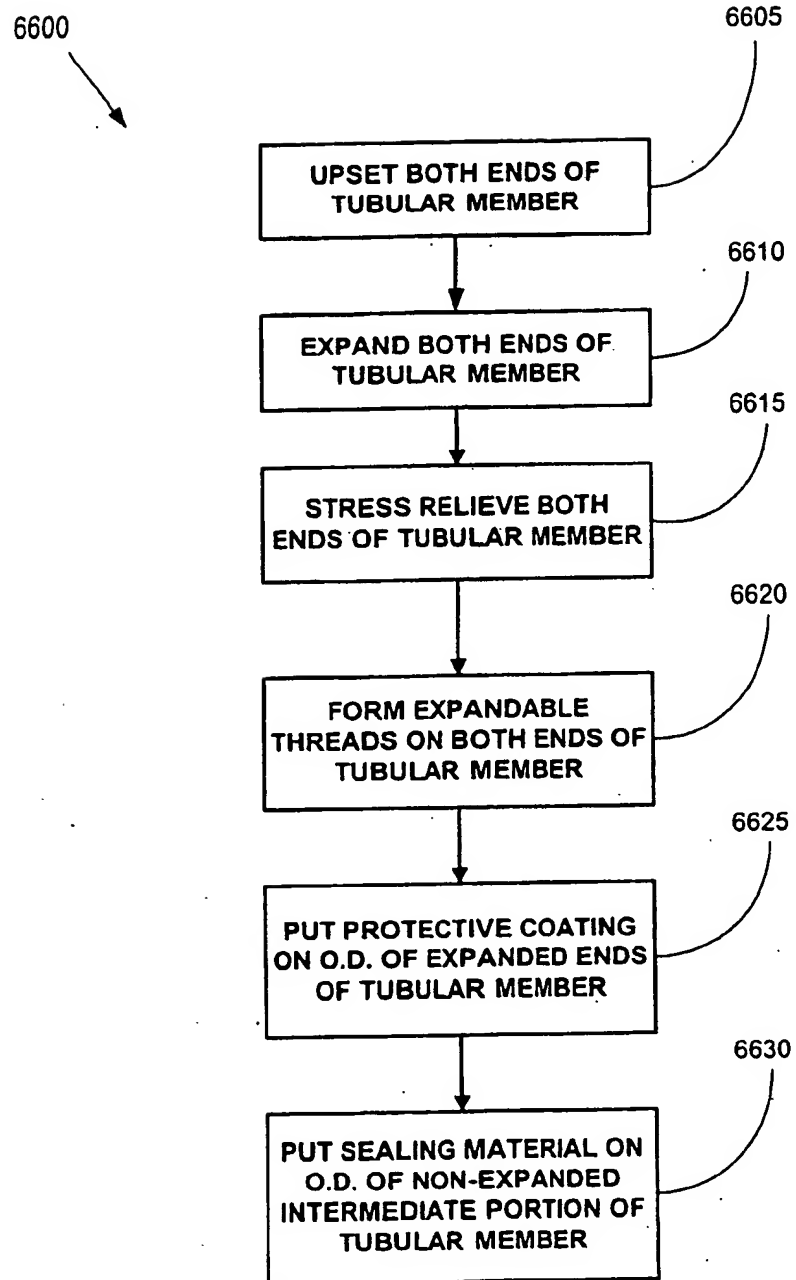 6600
6605
UPSET BOTH ENDS OF
TUBULAR MEMBER
6610
EXPAND BOTH ENDS OF
TUBULAR MEMBER
6615
STRESS RELIEVE BOTH
ENDS OF TUBULAR MEMBER
6620
FORM EXPANDABLE
THREADS ON BOTH ENDS OF
TUBULAR MEMBER
6625
PUT PROTECTIVE COATING
ON O.D. OF EXPANDED ENDS
OF TUBULAR MEMBER
6630
PUT SEALING MATERIAL ON
O.D. OF NON-EXPANDED
INTERMEDIATE PORTION OF
TUBULAR MEMBER